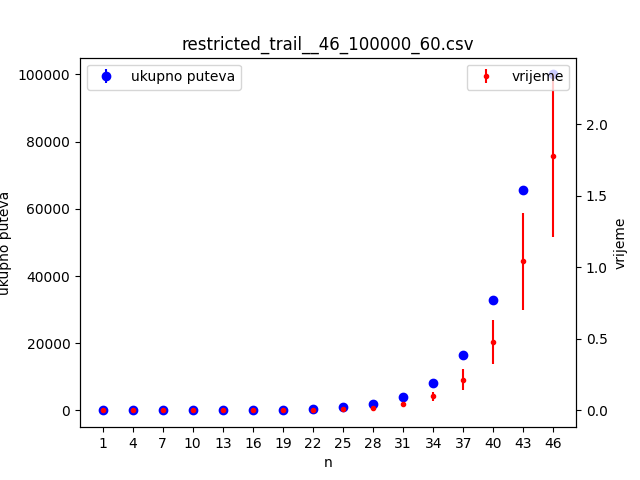 restricted_trail__46_100000_60.csv
ukupno puteva
vrijeme
100000
80000
60000
40000
20000
0
ukupno puteva
2.0
1.5
1.0
0.5
0.0
vrijeme
1 4 7 10 13 16 19 22 25 28 31 34 37 40 43 46
n